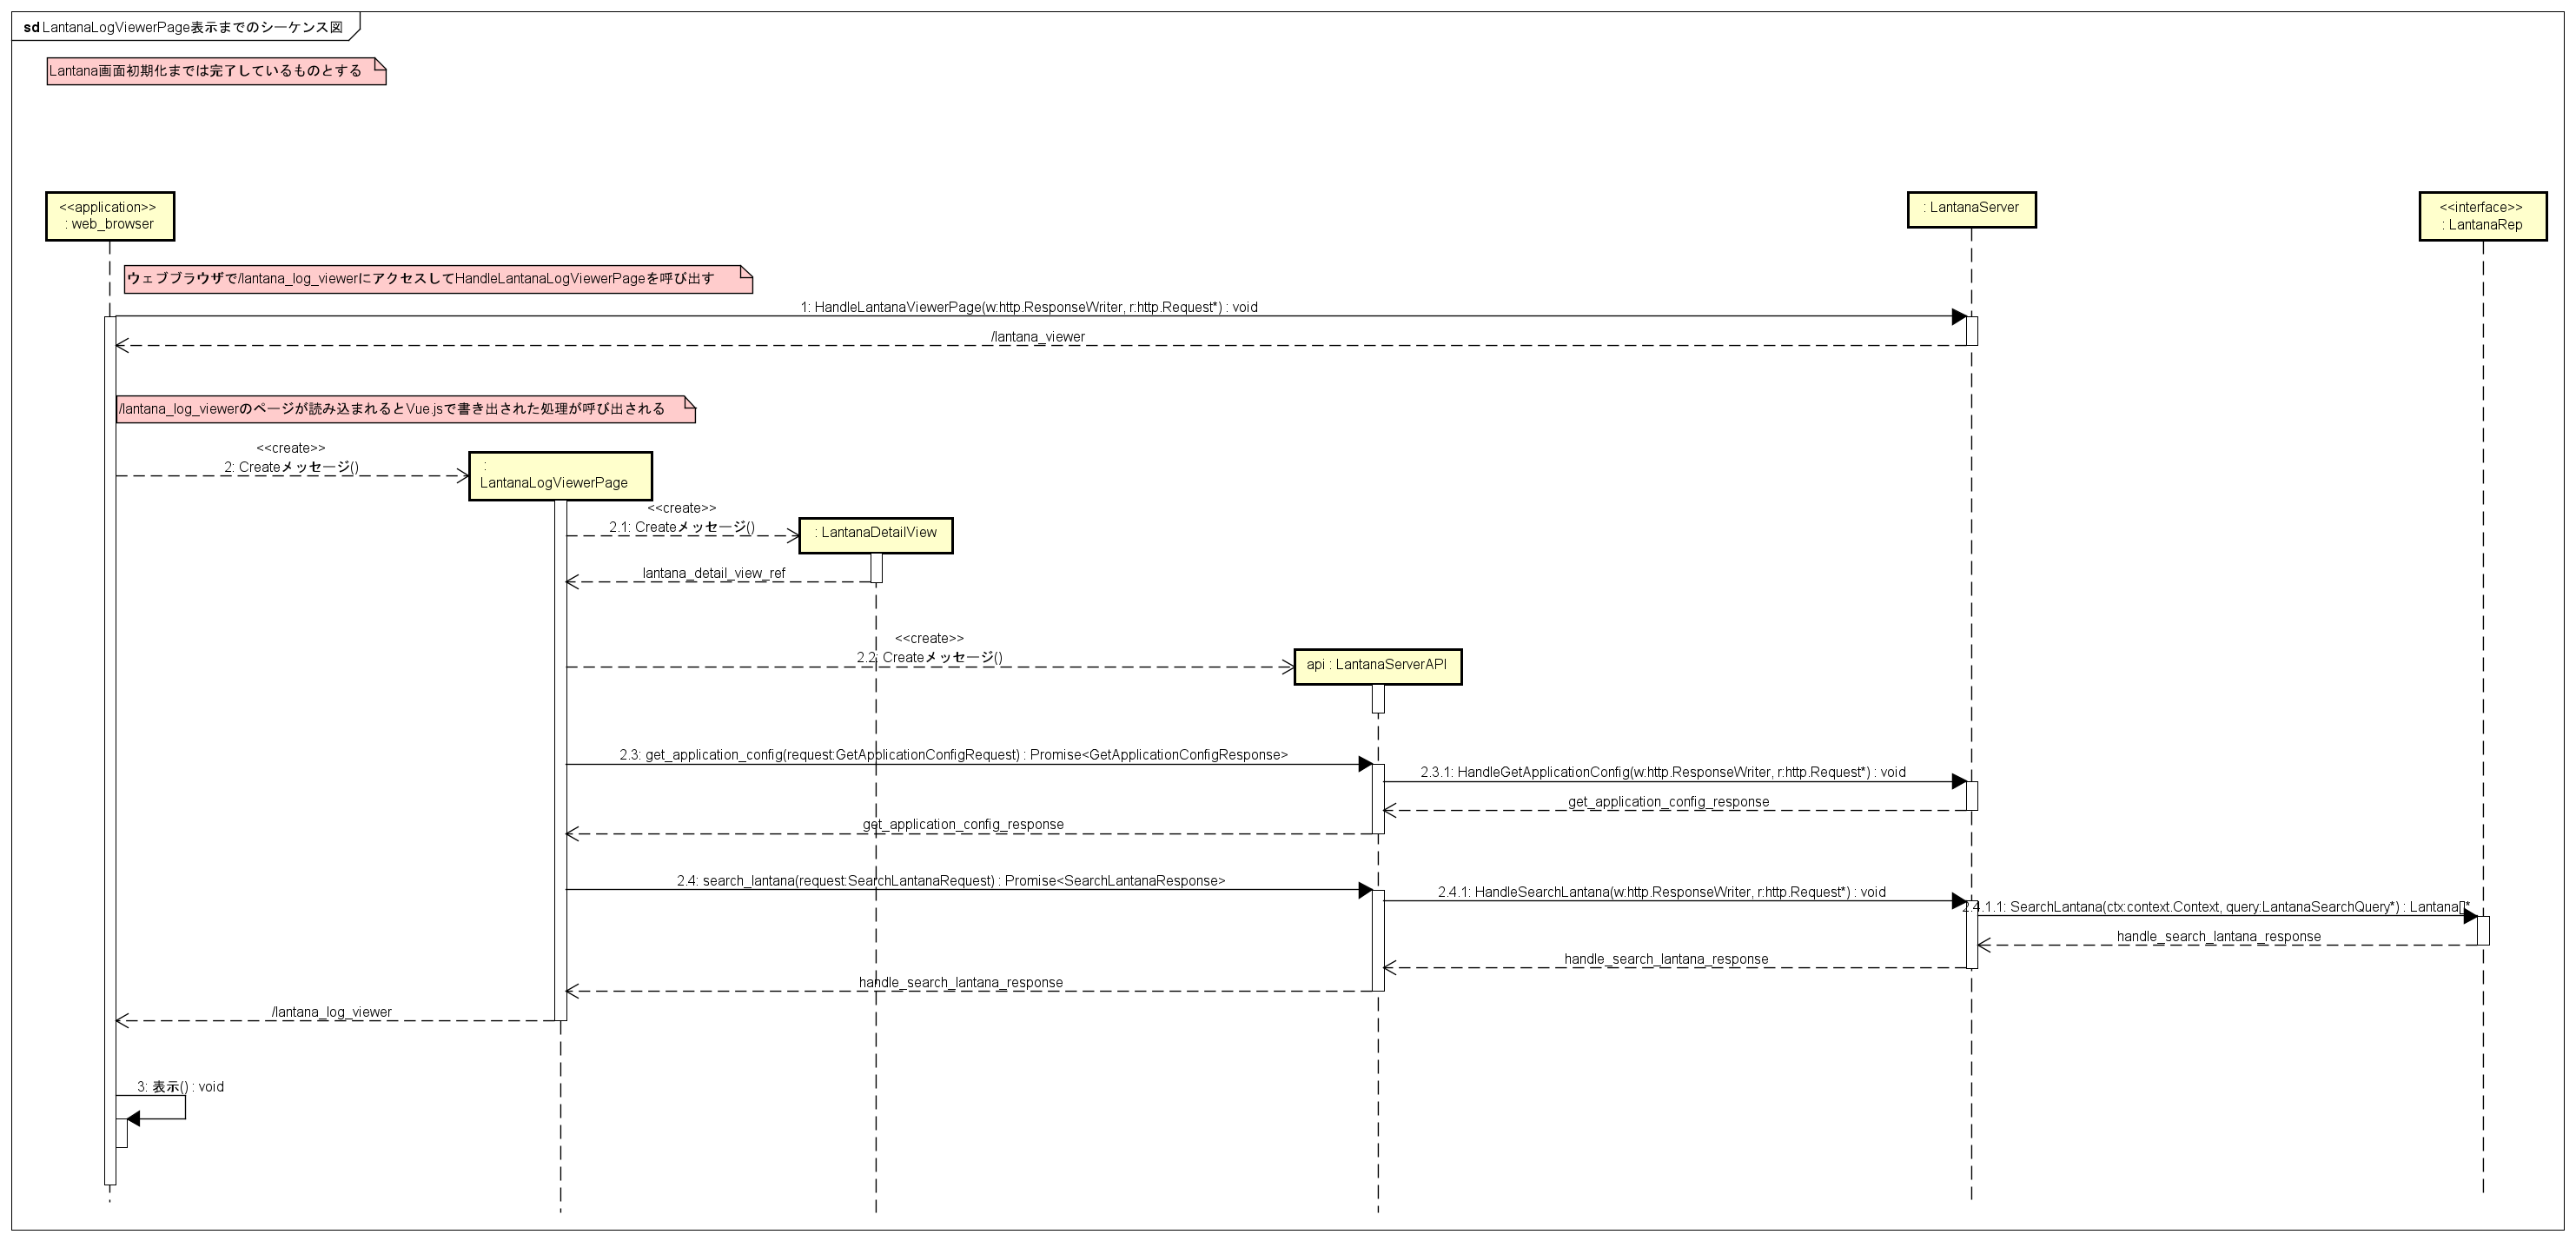 sd LantanaLogViewerPage表示までのシーケンス図
Lantana画面初期化までは完了しているものとする
<<application>>
: web_browser
: LantanaServer
<<interface>>
: LantanaRep
ウェブブラウザで/lantana_log_viewerにアクセスしてHandleLantanaLogViewerPageを呼び出す
1: HandleLantanaViewerPage(w:http.ResponseWriter, r:http.Request*) : void
/lantana_viewer
/lantana_log_viewerのページが読み込まれるとVue.jsで書き出された処理が呼び出される
<<create>>
2: Createメッセージ()
:
LantanaLogViewerPage
<<create>>
2.1: Createメッセージ()
: LantanaDetailView
lantana_detail_view_ref
<<create>>
2.2: Createメッセージ()
api : LantanaServerAPI
2.3: get_application_config(request:GetApplicationConfigRequest) : Promise<GetApplicationConfigResponse>
2.3.1: HandleGetApplicationConfig(w:http.ResponseWriter, r:http.Request*) : void
get_application_config_response
get_application_config_response
2.4: search_lantana(request:SearchLantanaRequest) : Promise<SearchLantanaResponse>
2.4.1: HandleSearchLantana(w:http.ResponseWriter, r:http.Request*) : void
2.4.1.1: SearchLantana(ctx:context.Context, query:LantanaSearchQuery*) : Lantana[]*
handle_search_lantana_response
handle_search_lantana_response
handle_search_lantana_response
/lantana_log_viewer
3: 表示() : void